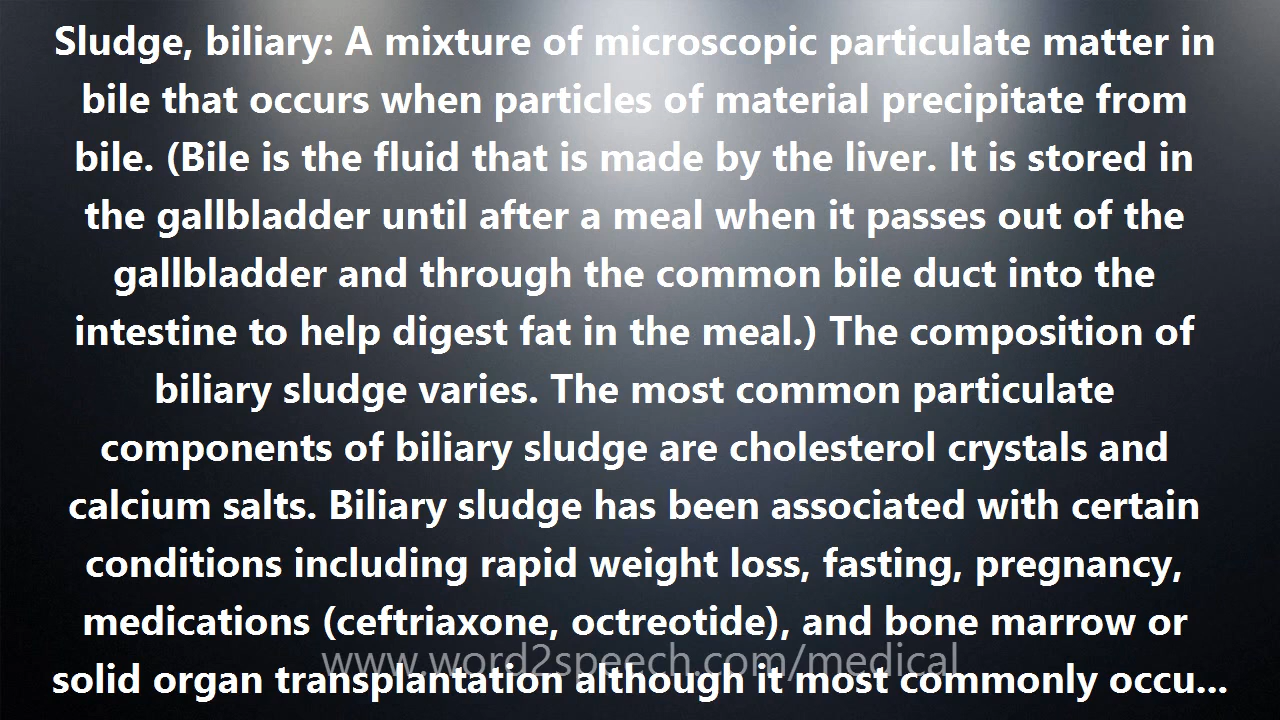 Sludge, biliary: A mixture of microscopic particulate matter in
bile that occurs when particles of material precipitate from
bile. (Bile is the fluid that is made by the liver. It is stored in
the gallbladder until after a meal when it passes out of the
gallbladder and through the common bile duct into the
intestine to help digest fat in the meal.) The composition of
biliary sludge varies. The most common particulate
components of biliary sludge are cholesterol crystals and
calcium salts. Biliary sludge has been associated with certain
conditions including rapid weight loss, fasting, pregnancy,
medications (ceftriaxone, octreotide), and bone marrow or
www.word2speech.com/medical
solid organ transplantation although it most commonly occu...